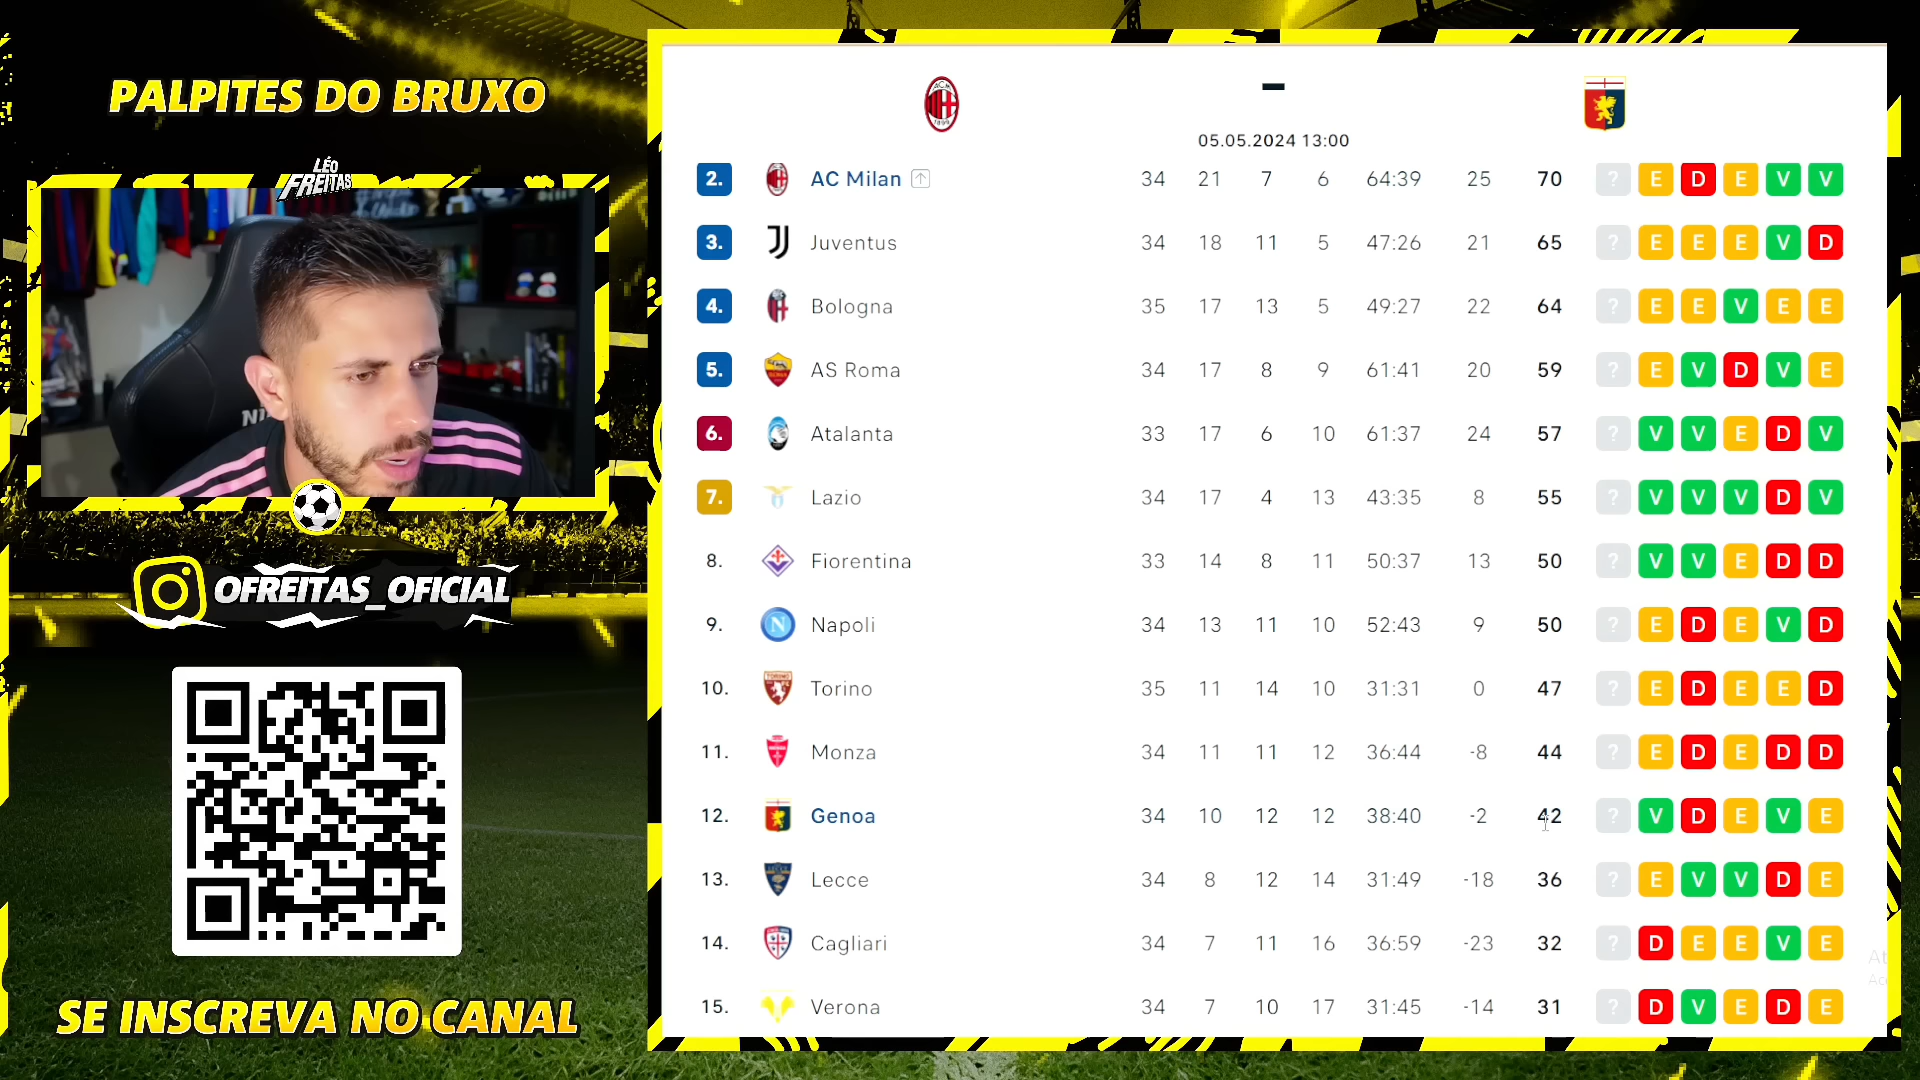 PALPITES DO BRUXO
LÉO
FREITAS
OFREITAS_OFICIAL
SE INSCREVA NO CANAL
05.05.2024 13:00
2. AC Milan 34 21 7 6 64:39 25 70 ? E D E V V
3. Juventus 34 18 11 5 47:26 21 65 ? E E E V D
4. Bologna 35 17 13 5 49:27 22 64 ? E E V E E
5. AS Roma 34 17 8 9 61:41 20 59 ? E V D V E
6. Atalanta 33 17 6 10 61:37 24 57 ? V V E D V
7. Lazio 34 17 4 13 43:35 8 55 ? V V V D V
8. Fiorentina 33 14 8 11 50:37 13 50 ? V V E D D
9. Napoli 34 13 11 10 52:43 9 50 ? E D E V D
10. Torino 35 11 14 10 31:31 0 47 ? E D E E D
11. Monza 34 11 11 12 36:44 -8 44 ? E D E D D
12. Genoa 34 10 12 12 38:40 -2 42 ? V D E V E
13. Lecce 34 8 12 14 31:49 -18 36 ? E V V D E
14. Cagliari 34 7 11 16 36:59 -23 32 ? D E E V E
15. Verona 34 7 10 17 31:45 -14 31 ? D V E D E